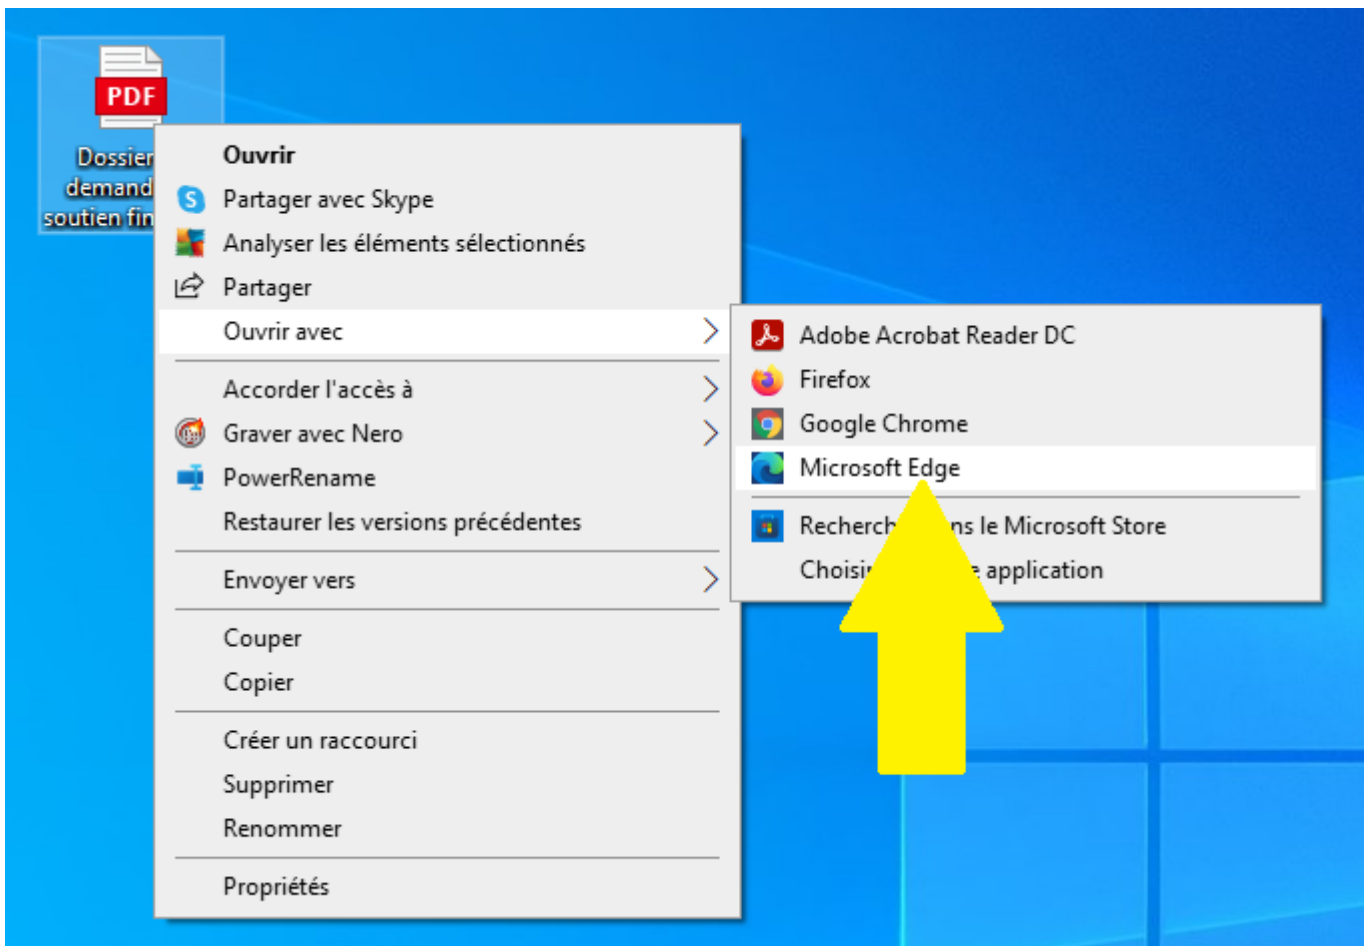 PDF
Dossier
demand
soutien fin
Ouvrir
Partager avec Skype
Analyser les éléments sélectionnés
Partager
Ouvrir avec
Accorder l'accès à
Graver avec Nero
PowerRename
Restaurer les versions précédentes
Envoyer vers
Couper
Copier
Créer un raccourci
Supprimer
Renommer
Propriétés
Adobe Acrobat Reader DC
Firefox
Google Chrome
Microsoft Edge
Recherch ns le Microsoft Store
Choisi e application